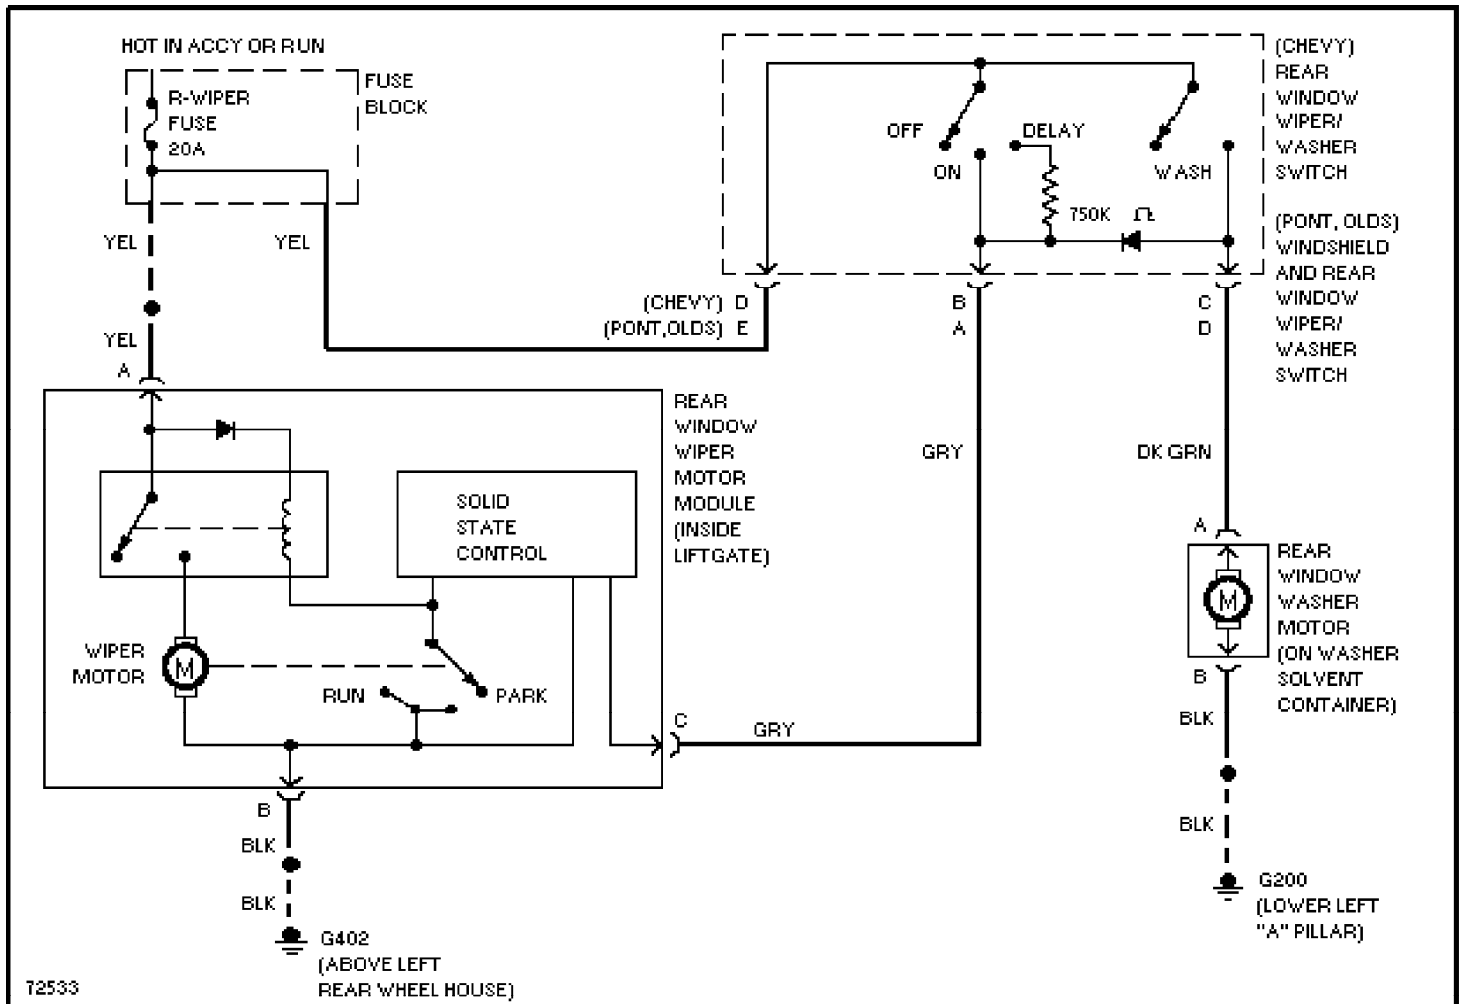 HOT IN ACCY OR RUN
FUSE
BLOCK
R-WIPER
FUSE
20A
YEL
YEL
YEL
A
(CHEVY)
REAR
WINDOW
WIPER/
WASHER
SWITCH
(PONT, OLDS)
WINDSHIELD
AND REAR
WINDOW
WIPER/
WASHER
SWITCH
OFF
ON
DELAY
WASH
750K Ω
(CHEVY) D
(PONT,OLDS) E
B
A
C
D
REAR
WINDOW
WIPER
MOTOR
MODULE
(INSIDE
LIFTGATE)
SOLID
STATE
CONTROL
WIPER
MOTOR
M
RUN
PARK
C
GRY
GRY
DK GRN
A
REAR
WINDOW
WASHER
MOTOR
(ON WASHER
SOLVENT
CONTAINER)
M
B
BLK
BLK
G200
(LOWER LEFT
"A" PILLAR)
B
BLK
BLK
G402
(ABOVE LEFT
REAR WHEEL HOUSE)
72533